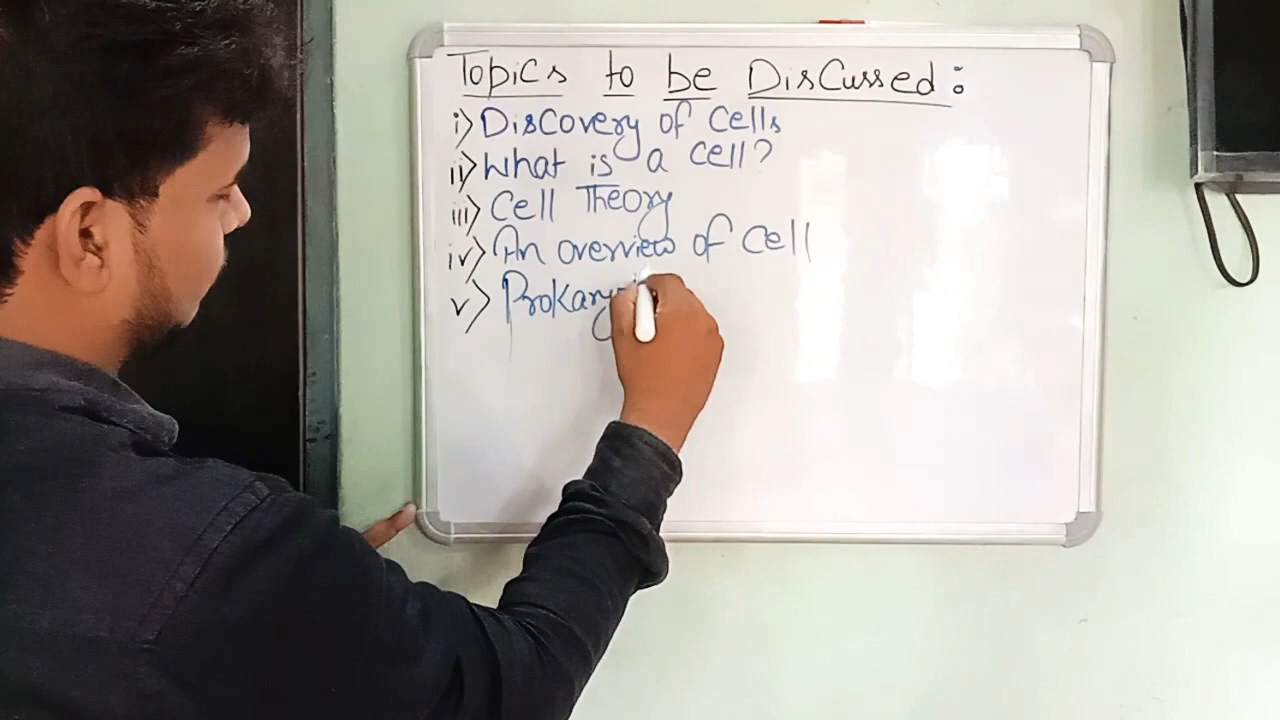 Topics to be Discussed:
i) Discovery of Cells
ii) What is a cell?
iii) Cell Theory
iv) An overview of Cell
v)